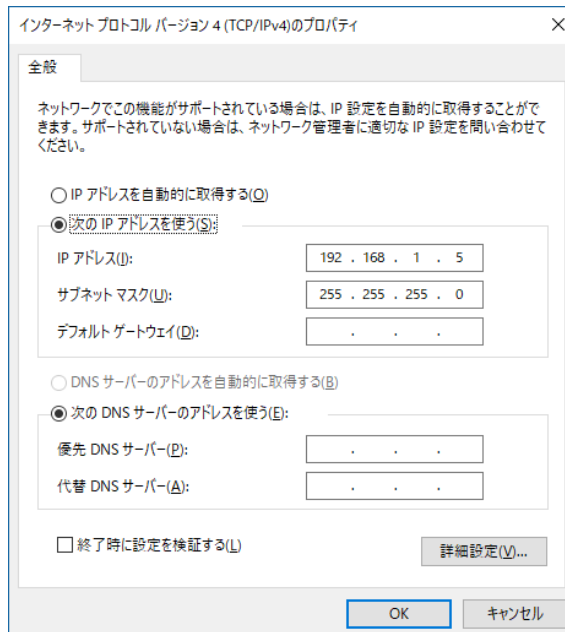 インターネット プロトコル バージョン 4 (TCP/IPv4)のプロパティ
全般
ネットワークでこの機能がサポートされている場合は、IP 設定を自動的に取得することがで
きます。サポートされていない場合は、ネットワーク管理者に適切な IP 設定を問い合わせて
ください。
IP アドレスを自動的に取得する(O)
次の IP アドレスを使う(S):
IP アドレス(I): 192 . 168 . 1 . 5
サブネット マスク(U): 255 . 255 . 255 . 0
デフォルト ゲートウェイ(D): . . .
DNS サーバーのアドレスを自動的に取得する(B)
次の DNS サーバーのアドレスを使う(E):
優先 DNS サーバー(P): . . .
代替 DNS サーバー(A): . . .
終了時に設定を検証する(L)
詳細設定(V)...
OK キャンセル